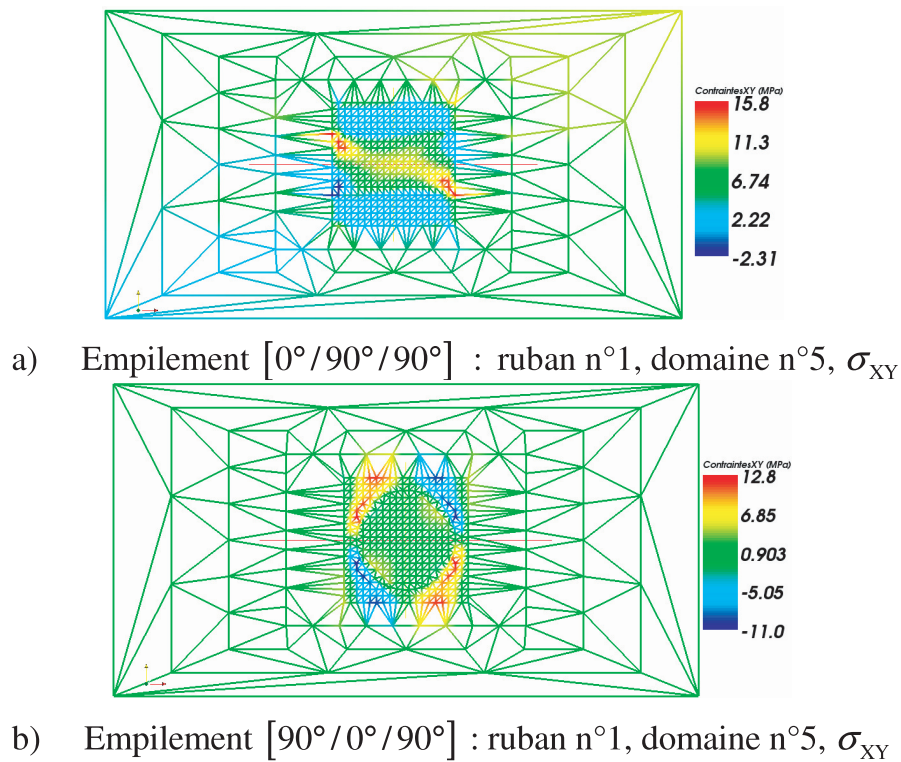 ContraintesXY (MPa)
15.8
11.3
6.74
2.22
-2.31
a) Empilement [0°/90°/90°] : ruban n°1, domaine n°5, σXY
ContraintesXY (MPa)
12.8
6.85
0.903
-5.05
-11.0
b) Empilement [90°/0°/90°] : ruban n°1, domaine n°5, σXY